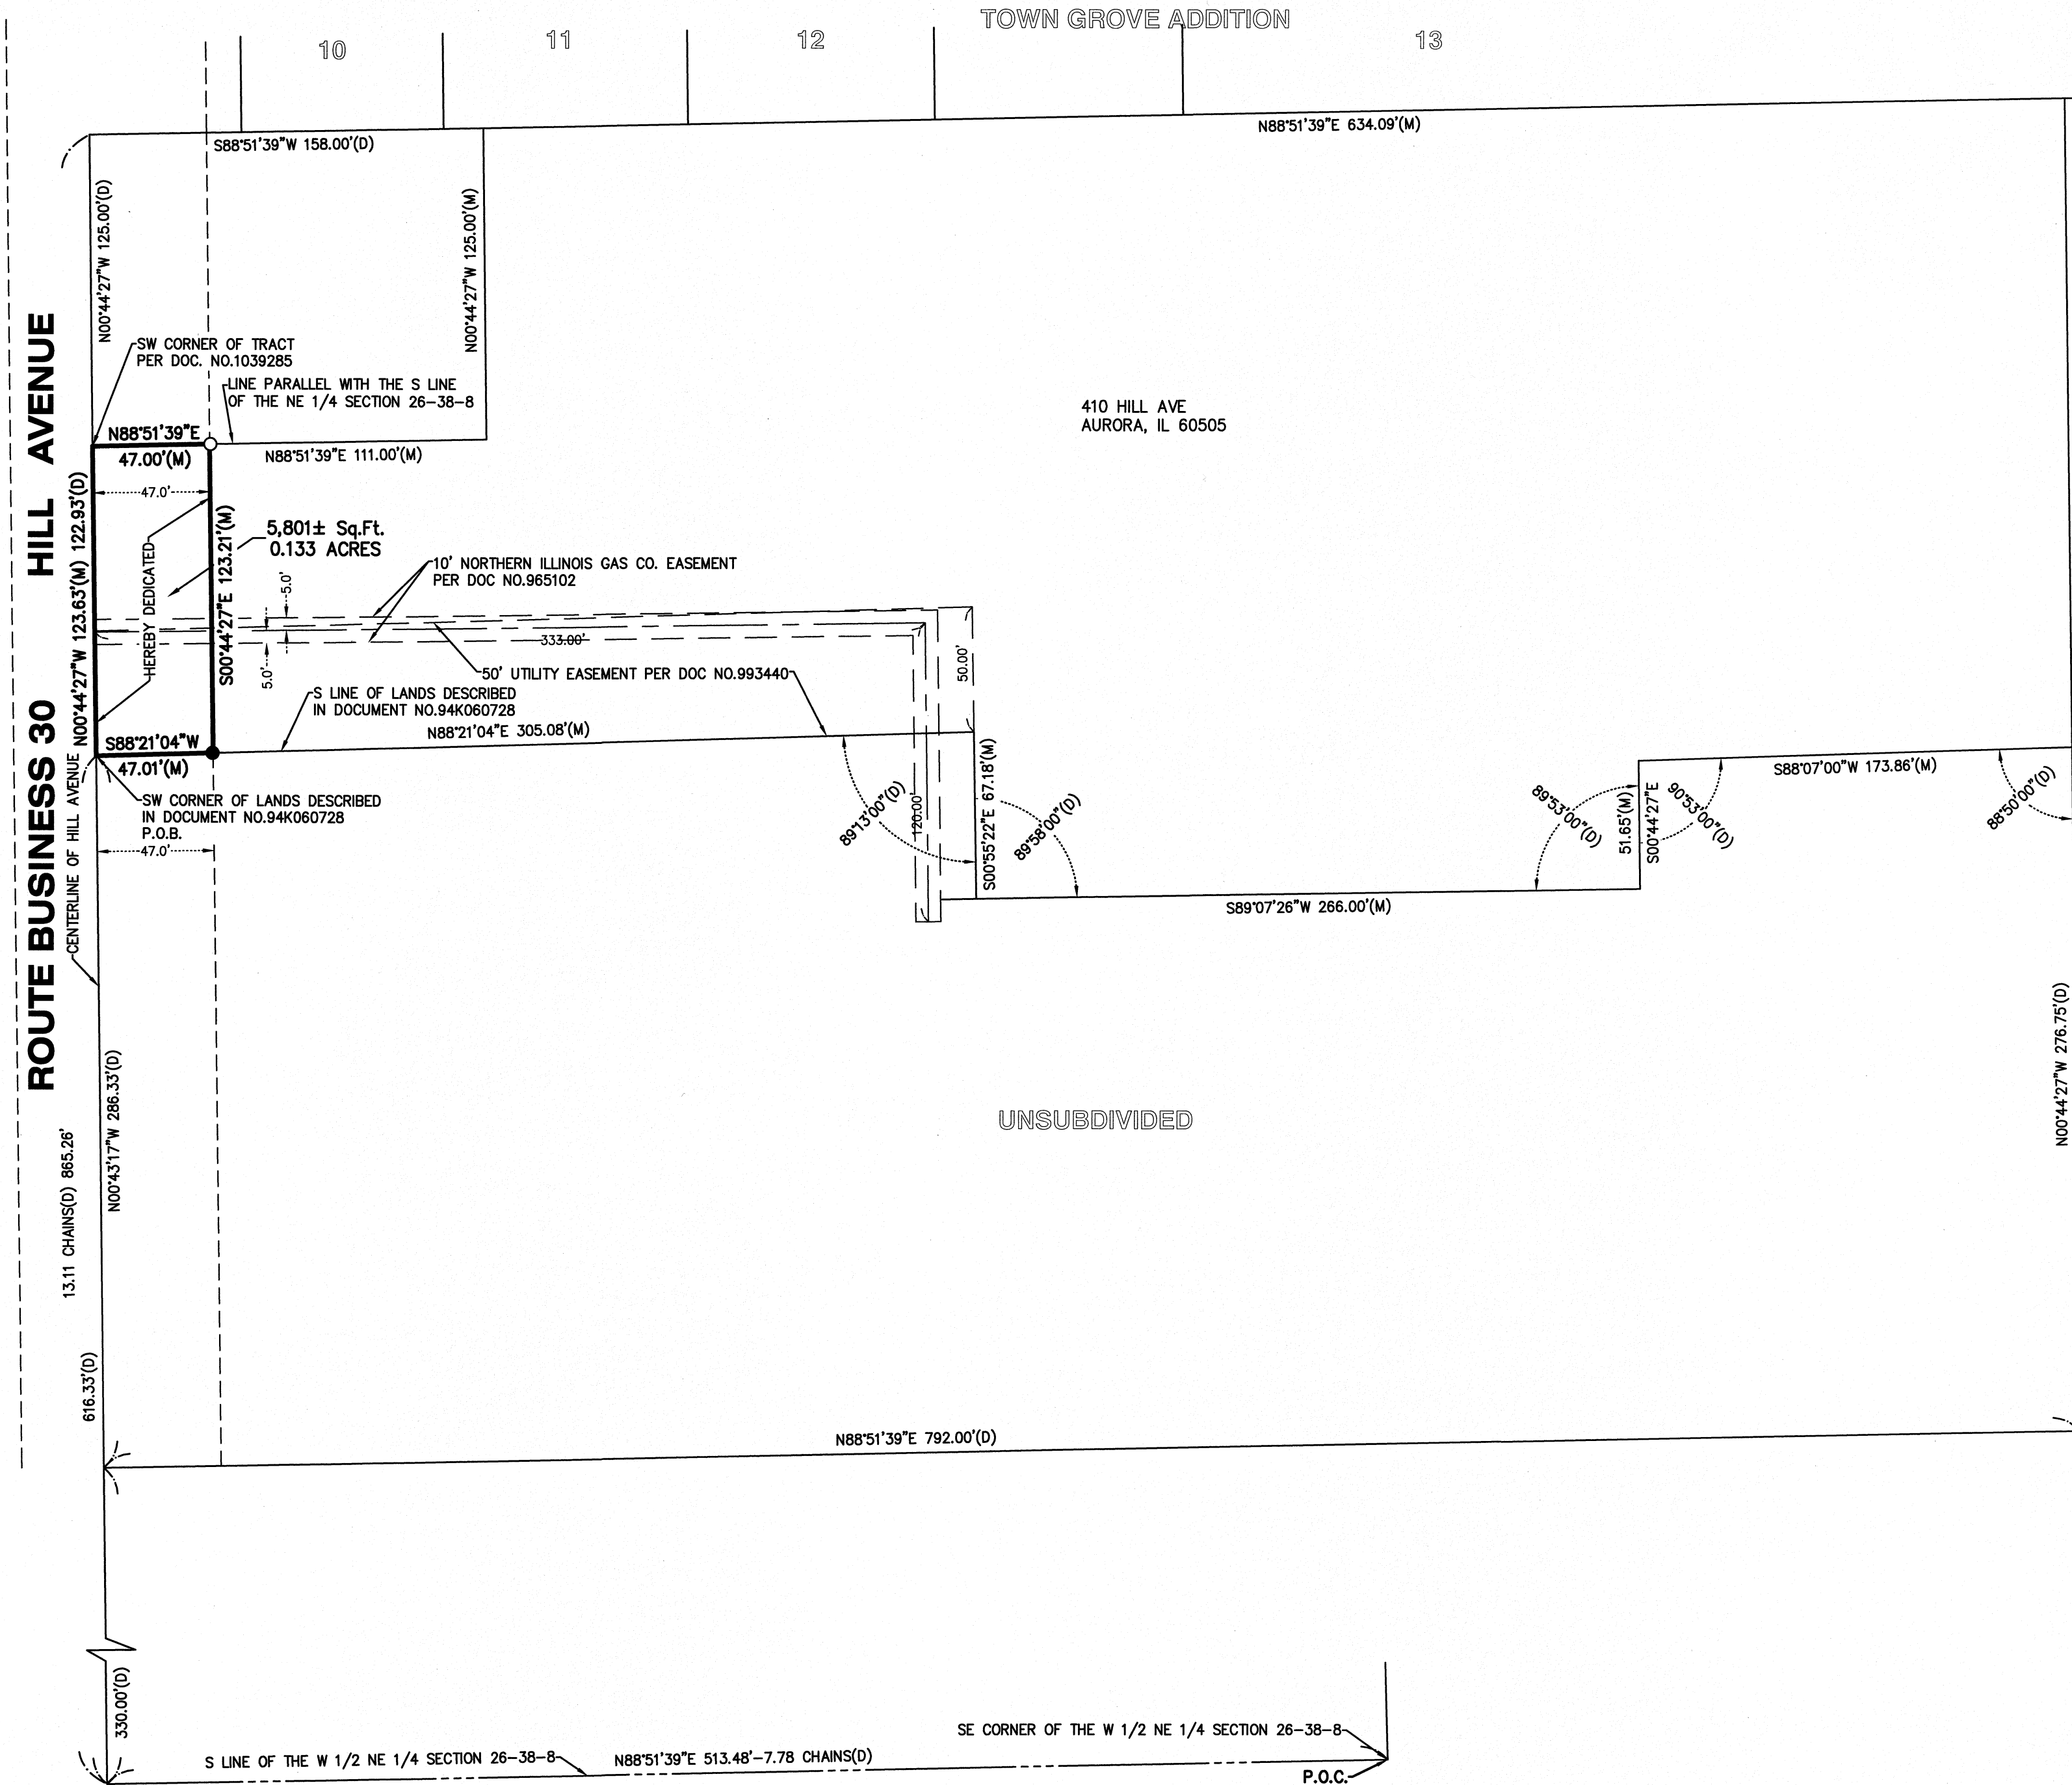 TOWN GROVE ADDITION
10
11
12
13
S88°51'39"W 158.00'(D)
N88°51'39"E 634.09'(M)
N00°44'27"W 125.00'(D)
N00°44'27"W 125.00'(M)
SW CORNER OF TRACT
PER DOC. NO.1039285
LINE PARALLEL WITH THE S LINE
OF THE NE 1/4 SECTION 26-38-8
410 HILL AVE
AURORA, IL 60505
N88°51'39"E
47.00'(M)
N88°51'39"E 111.00'(M)
47.0'
HILL AVENUE
ROUTE BUSINESS 30
N00°44'27"W 123.63'(M) 122.93'(D)
HEREBY DEDICATED
S00°44'27"E 123.21'(M)
5,801± Sq.Ft.
0.133 ACRES
5.0'
5.0'
10' NORTHERN ILLINOIS GAS CO. EASEMENT
PER DOC NO.965102
333.00'
50' UTILITY EASEMENT PER DOC NO.993440
50.00'
S LINE OF LANDS DESCRIBED
IN DOCUMENT NO.94K060728
N88°21'04"E 305.08'(M)
S88°21'04"W
47.01'(M)
SW CORNER OF LANDS DESCRIBED
IN DOCUMENT NO.94K060728
P.O.B.
47.0'
CENTERLINE OF HILL AVENUE
89°13'00"(D)
120.00'
S00°55'22"E 67.18'(M)
89°58'00"(D)
S89°07'26"W 266.00'(M)
89°53'00"(D)
51.65'(M)
S00°44'27"E
90°53'00"(D)
S88°07'00"W 173.86'(M)
88°50'00"(D)
N00°44'27"W 276.75'(D)
UNSUBDIVIDED
N00°43'17"W 286.33'(D)
13.11 CHAINS(D) 865.26'
616.33'(D)
N88°51'39"E 792.00'(D)
330.00'(D)
SE CORNER OF THE W 1/2 NE 1/4 SECTION 26-38-8
S LINE OF THE W 1/2 NE 1/4 SECTION 26-38-8
N88°51'39"E 513.48'-7.78 CHAINS(D)
P.O.C.